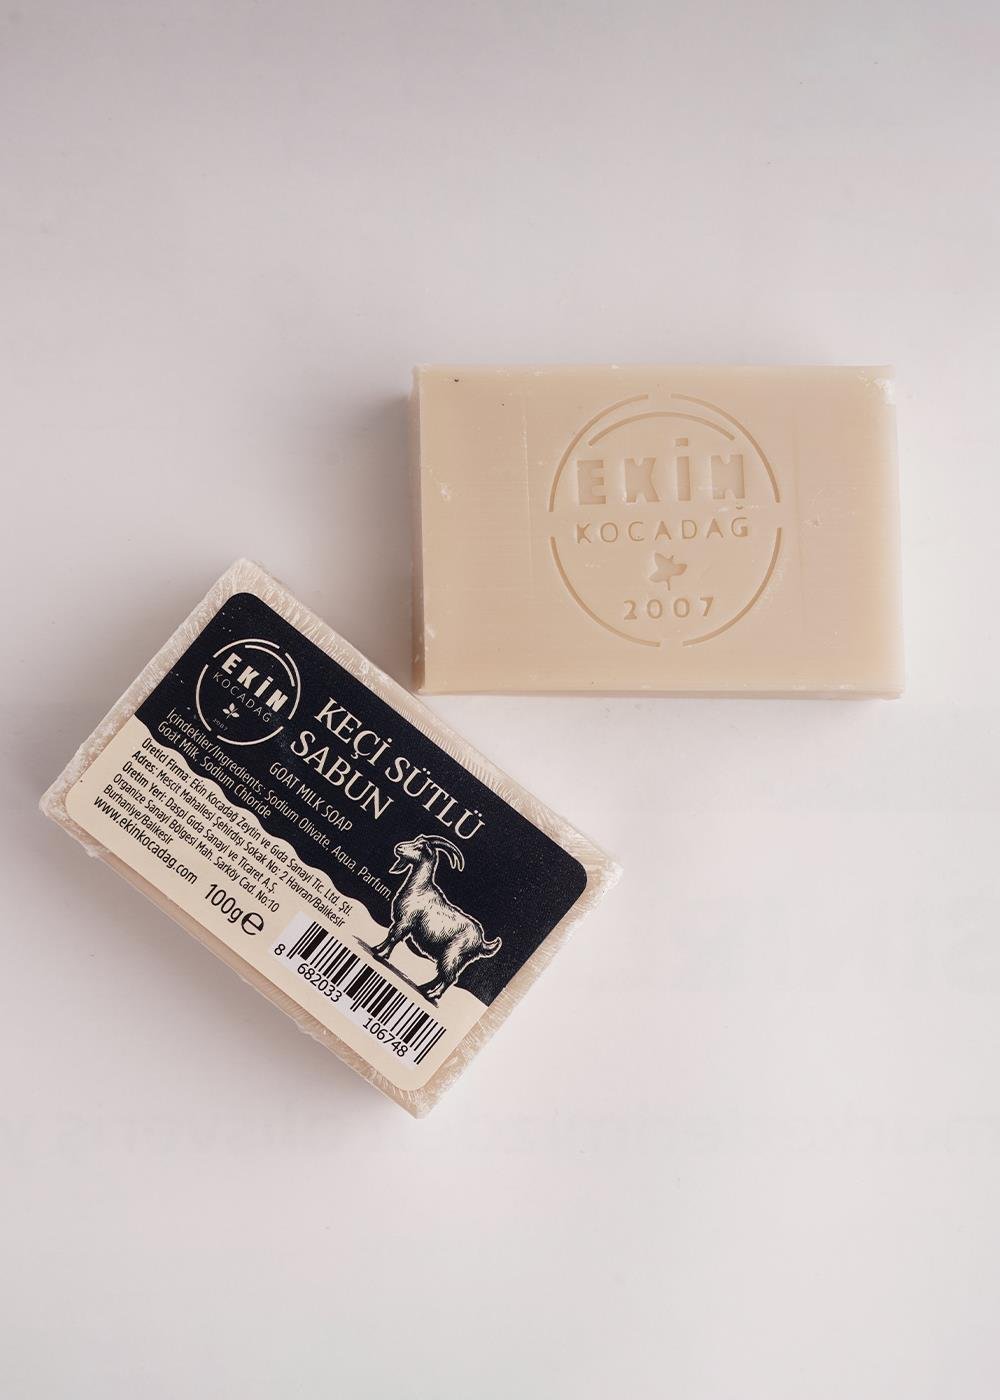 EKİN
KOCADAĞ
2007
EKİN
KOCADAĞ
2007
KEÇİ SÜTLÜ
SABUN
GOAT MILK SOAP
İçindekiler/Ingredients: Sodium Olivate, Aqua, Parfum,
Goat Milk, Sodium Chloride
Üretici Firma: Ekin Kocadağ Zeytin ve Gıda Sanayi Tic. Ltd. Şti.
Adres: Mescit Mahallesi Şehirdışı Sokak No: 2 Havran/Balıkesir
Üretim Yeri: Daspi Gıda Sanayi ve Ticaret A.Ş.
Organize Sanayi Bölgesi Mah. Sarköy Cad. No:10
Burhaniye/Balıkesir
www.ekinkocadag.com
100g℮
8 682033 106748